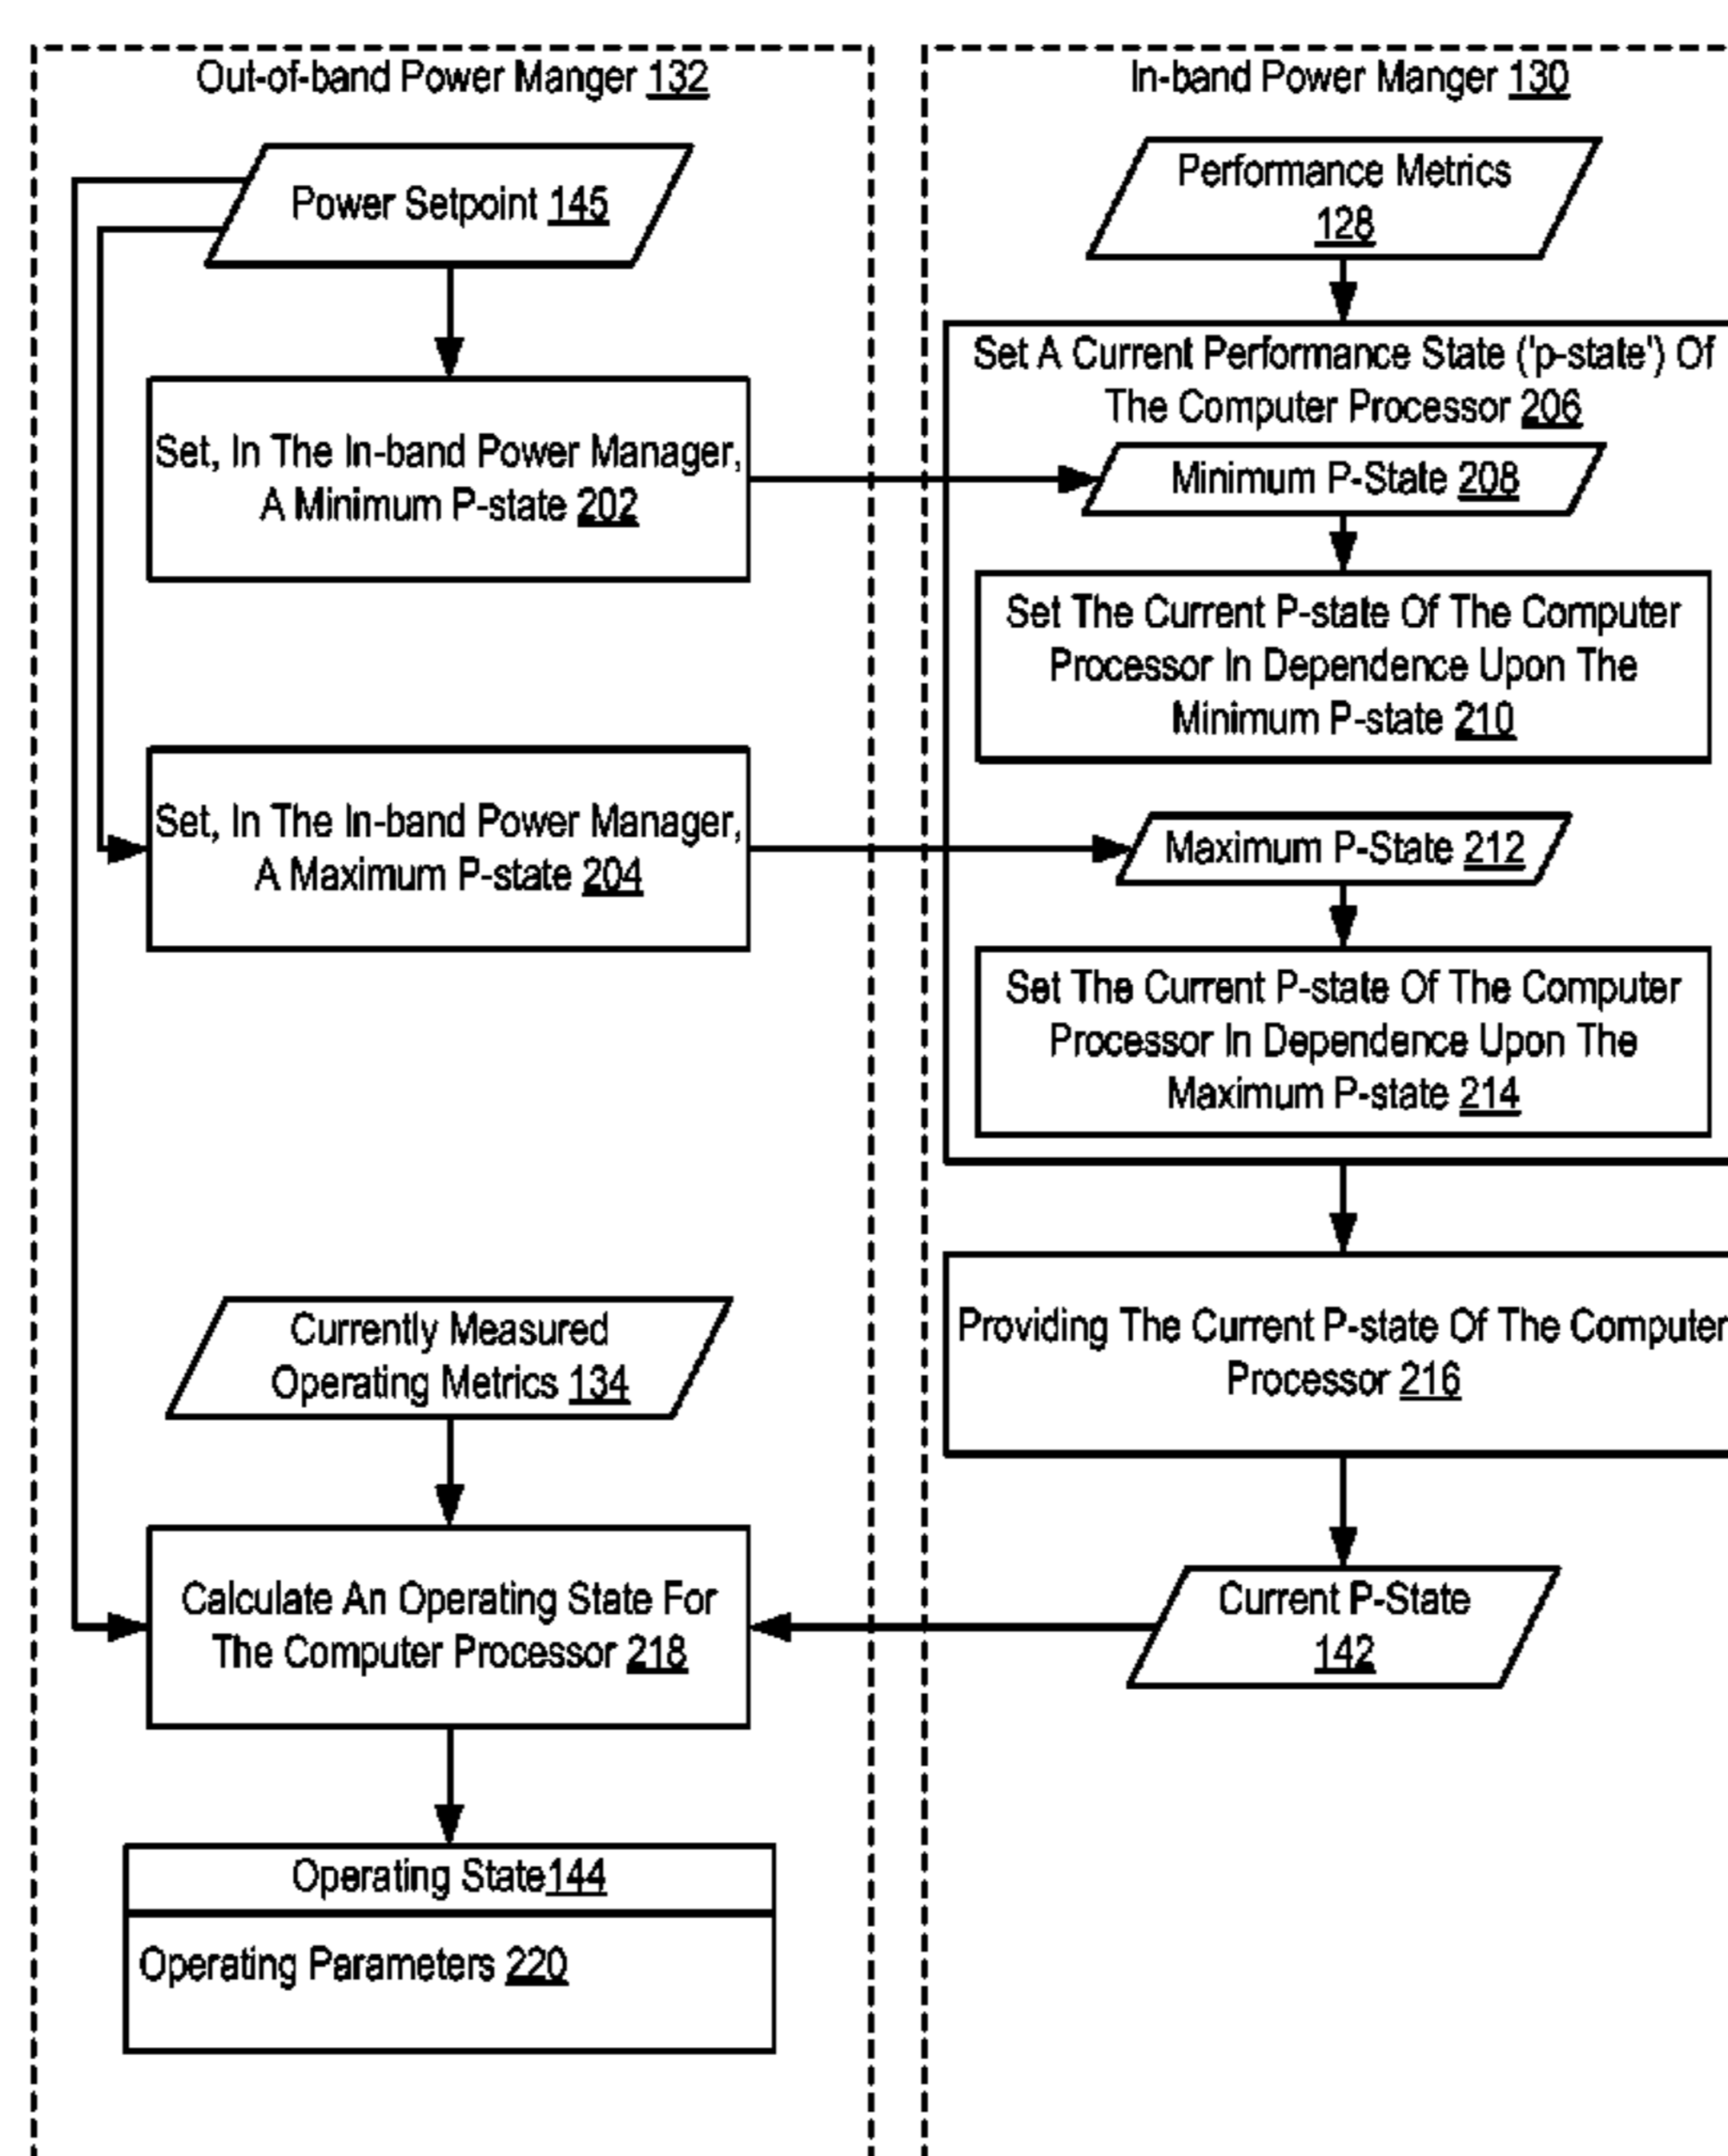 Out-of-band Power Manger 132
Power Setpoint 145
Set, In The In-band Power Manager,
A Minimum P-state 202
Set, In The In-band Power Manager,
A Maximum P-state 204
Currently Measured
Operating Metrics 134
Calculate An Operating State For
The Computer Processor 218
Operating State144
Operating Parameters 220
In-band Power Manger 130
Performance Metrics
128
Set A Current Performance State ('p-state') Of
The Computer Processor 206
Minimum P-State 208
Set The Current P-state Of The Computer
Processor In Dependence Upon The
Minimum P-state 210
Maximum P-State 212
Set The Current P-state Of The Computer
Processor In Dependence Upon The
Maximum P-state 214
Providing The Current P-state Of The Computer
Processor 216
Current P-State
142